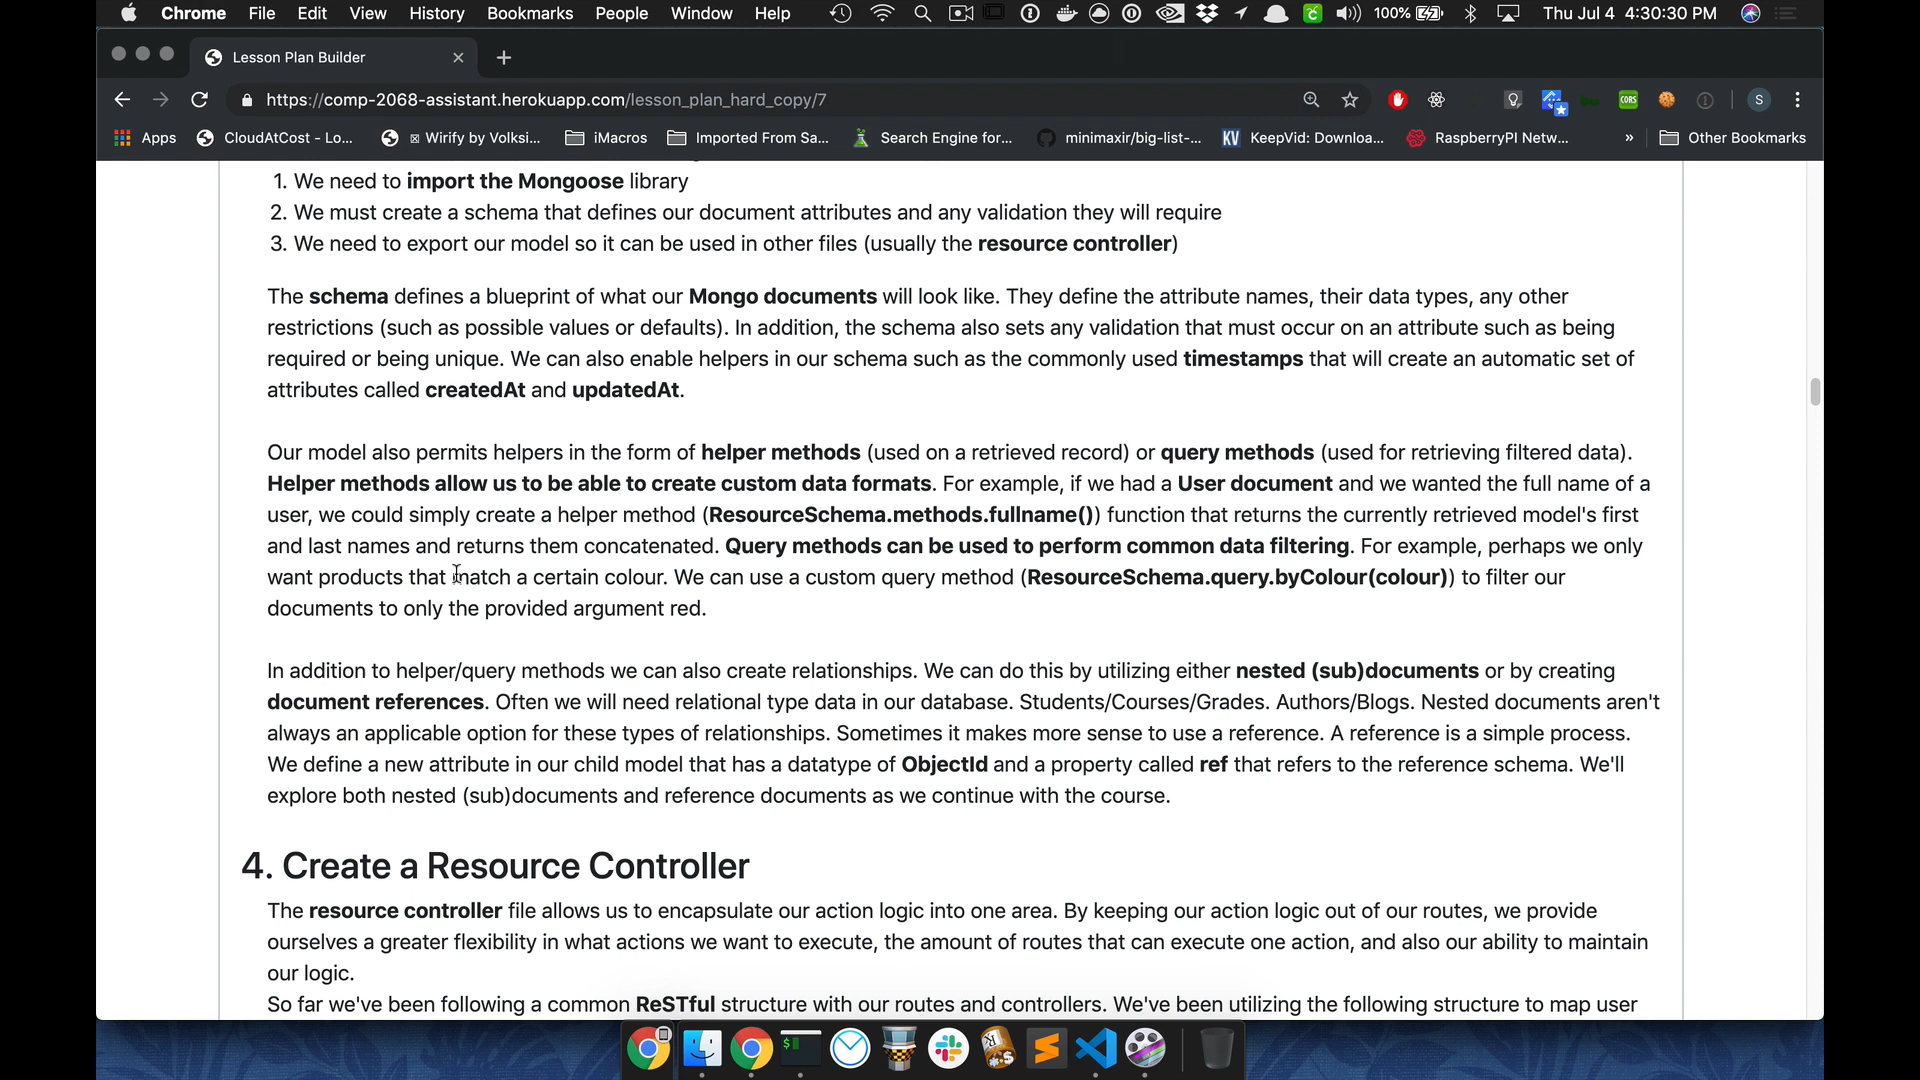 Chrome File Edit View History Bookmarks People Window Help 100% Thu Jul 4 4:30:30 PM
Lesson Plan Builder
https://comp-2068-assistant.herokuapp.com/lesson_plan_hard_copy/7
CORS
S
Apps CloudAtCost - Lo... Wirify by Volksi... iMacros Imported From Sa... Search Engine for... minimaxir/big-list-... KV KeepVid: Downloa... RaspberryPI Netw... » Other Bookmarks
1. We need to import the Mongoose library
2. We must create a schema that defines our document attributes and any validation they will require
3. We need to export our model so it can be used in other files (usually the resource controller)
The schema defines a blueprint of what our Mongo documents will look like. They define the attribute names, their data types, any other
restrictions (such as possible values or defaults). In addition, the schema also sets any validation that must occur on an attribute such as being
required or being unique. We can also enable helpers in our schema such as the commonly used timestamps that will create an automatic set of
attributes called createdAt and updatedAt.
Our model also permits helpers in the form of helper methods (used on a retrieved record) or query methods (used for retrieving filtered data).
Helper methods allow us to be able to create custom data formats. For example, if we had a User document and we wanted the full name of a
user, we could simply create a helper method (ResourceSchema.methods.fullname()) function that returns the currently retrieved model's first
and last names and returns them concatenated. Query methods can be used to perform common data filtering. For example, perhaps we only
want products that match a certain colour. We can use a custom query method (ResourceSchema.query.byColour(colour)) to filter our
documents to only the provided argument red.
In addition to helper/query methods we can also create relationships. We can do this by utilizing either nested (sub)documents or by creating
document references. Often we will need relational type data in our database. Students/Courses/Grades. Authors/Blogs. Nested documents aren't
always an applicable option for these types of relationships. Sometimes it makes more sense to use a reference. A reference is a simple process.
We define a new attribute in our child model that has a datatype of ObjectId and a property called ref that refers to the reference schema. We'll
explore both nested (sub)documents and reference documents as we continue with the course.
4. Create a Resource Controller
The resource controller file allows us to encapsulate our action logic into one area. By keeping our action logic out of our routes, we provide
ourselves a greater flexibility in what actions we want to execute, the amount of routes that can execute one action, and also our ability to maintain
our logic.
So far we've been following a common ReSTful structure with our routes and controllers. We've been utilizing the following structure to map user